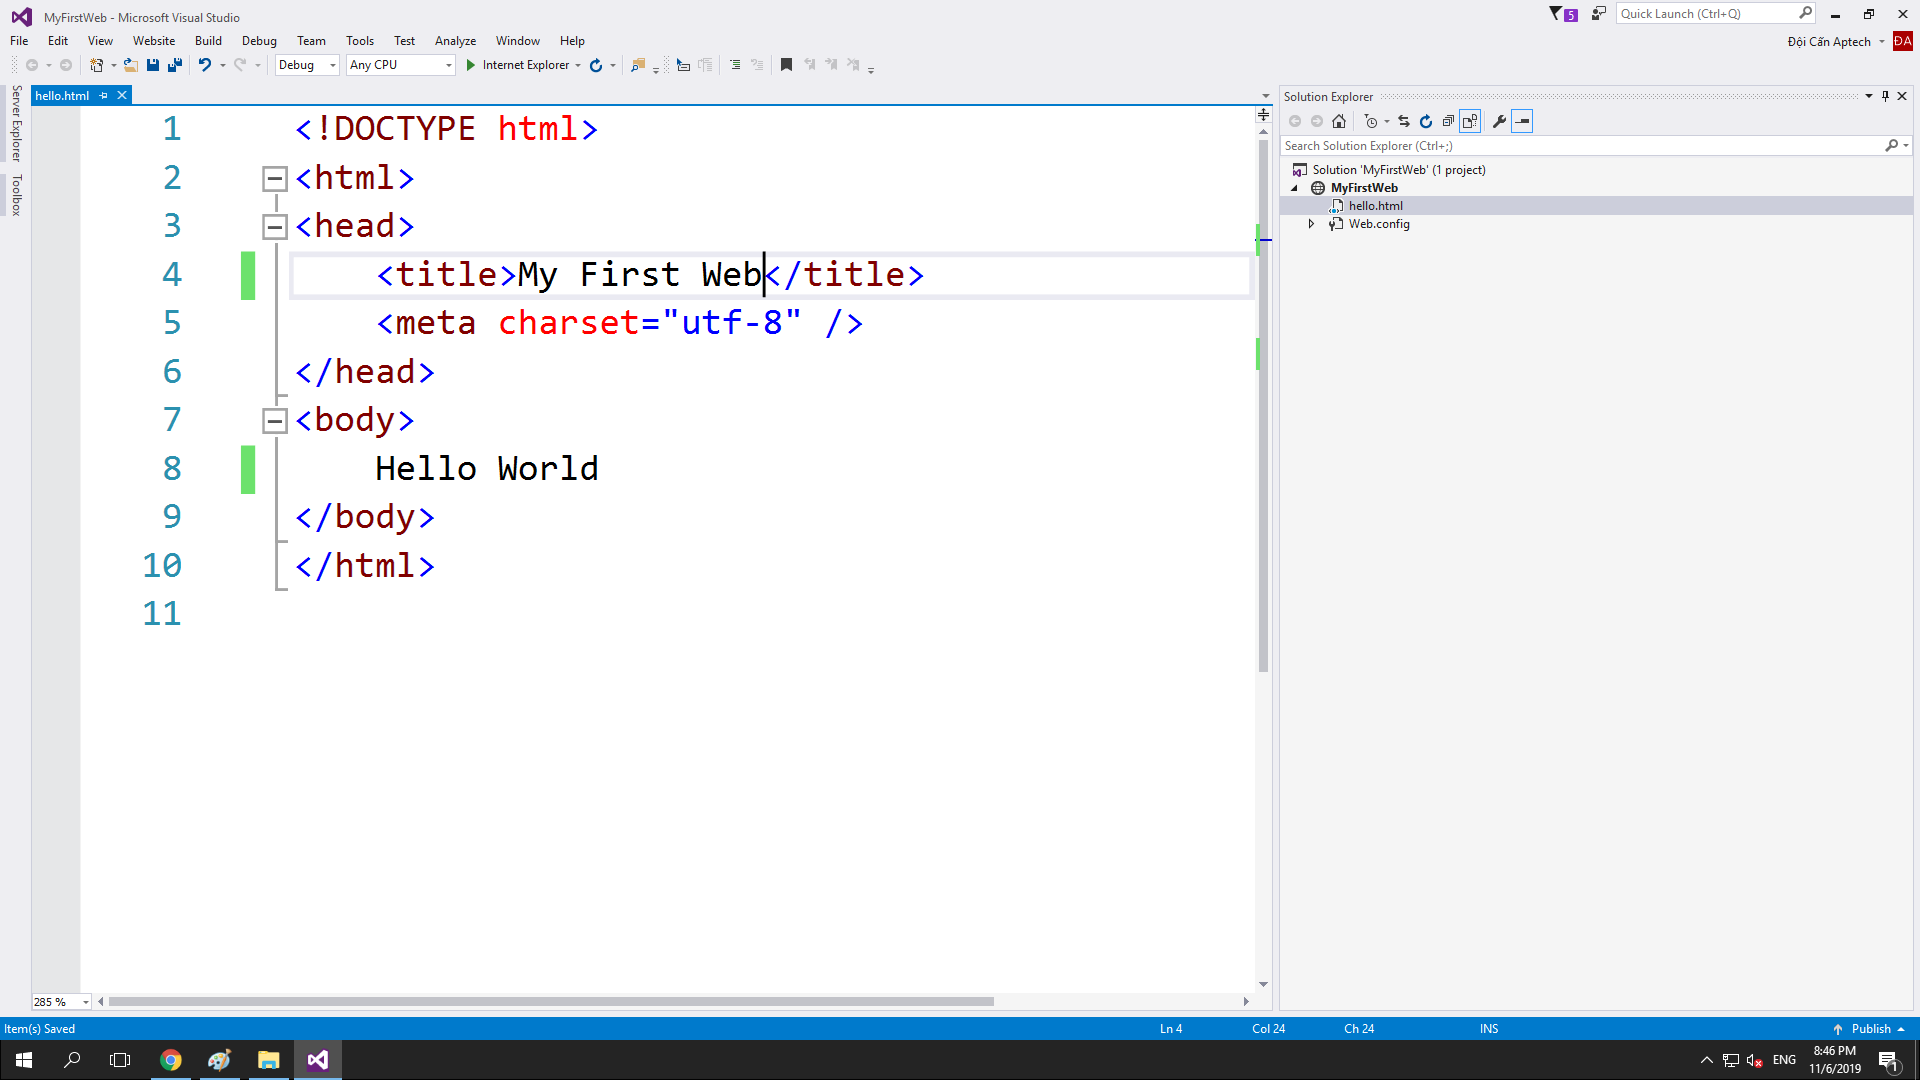 MyFirstWeb - Microsoft Visual Studio
5
Quick Launch (Ctrl+Q)
File Edit View Website Build Debug Team Tools Test Analyze Window Help
Đội Cấn Aptech
ĐA
Debug
Any CPU
Internet Explorer
Server Explorer
Toolbox
hello.html
1 <!DOCTYPE html>
2 <html>
3 <head>
4 <title>My First Web</title>
5 <meta charset="utf-8" />
6 </head>
7 <body>
8 Hello World
9 </body>
10 </html>
11
285 %
Solution Explorer
Search Solution Explorer (Ctrl+;)
Solution 'MyFirstWeb' (1 project)
MyFirstWeb
hello.html
Web.config
Item(s) Saved
Ln 4 Col 24 Ch 24 INS
Publish
ENG
8:46 PM
11/6/2019
1